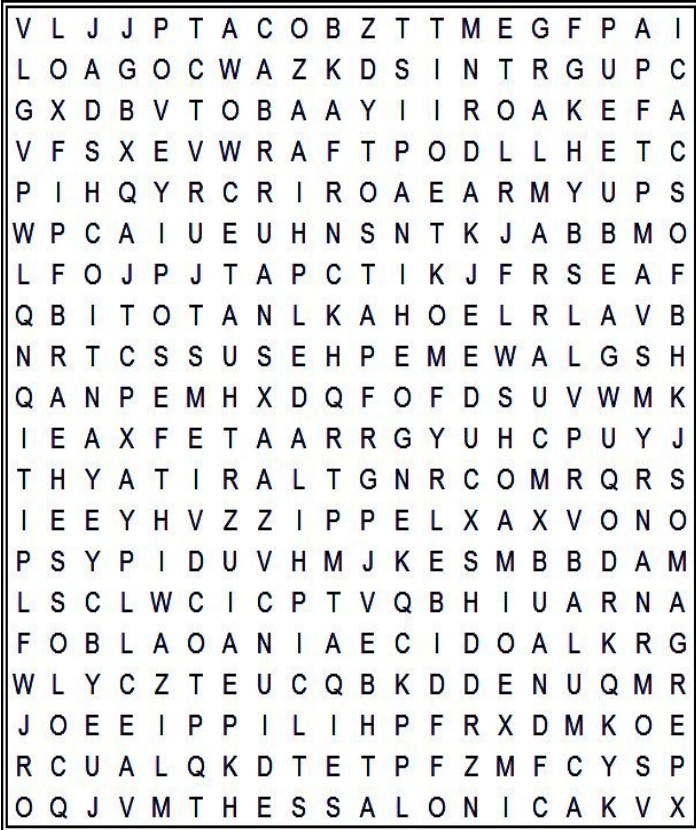 V L J J P T A C O B Z T T M E G F P A I
L O A G O C W A Z K D S I N T R G U P C
G X D B V T O B A A Y I I R O A K E F A
V F S X E V W R A F T P O D L L H E T C
P I H Q Y R C R I R O A E A R M Y U P S
W P C A I U E U H N S N T K J A B B M O
L F O J P J T A P C T I K J F R S E A F
Q B I T O T A N L K A H O E L R L A V B
N R T C S S U S E H P E M E W A L G S H
Q A N P E M H X D Q F O F D S U V W M K
I E A X F E T A A R R G Y U H C P U Y J
T H Y A T I R A L T G N R C O M R Q R S
I E E Y H V Z Z I P P E L X A X V O N O
P S Y P I D U V H M J K E S M B B D A M
L S C L W C I C P T V Q B H I U A R N A
F O B L A O A N I A E C I D O A L K R G
W L Y C Z T E U C Q B K D D E N U Q M R
J O E E I P P I L I H P F R X D M K O E
R C U A L Q K D T E T P F Z M F C Y S P
O Q J V M T H E S S A L O N I C A K V X